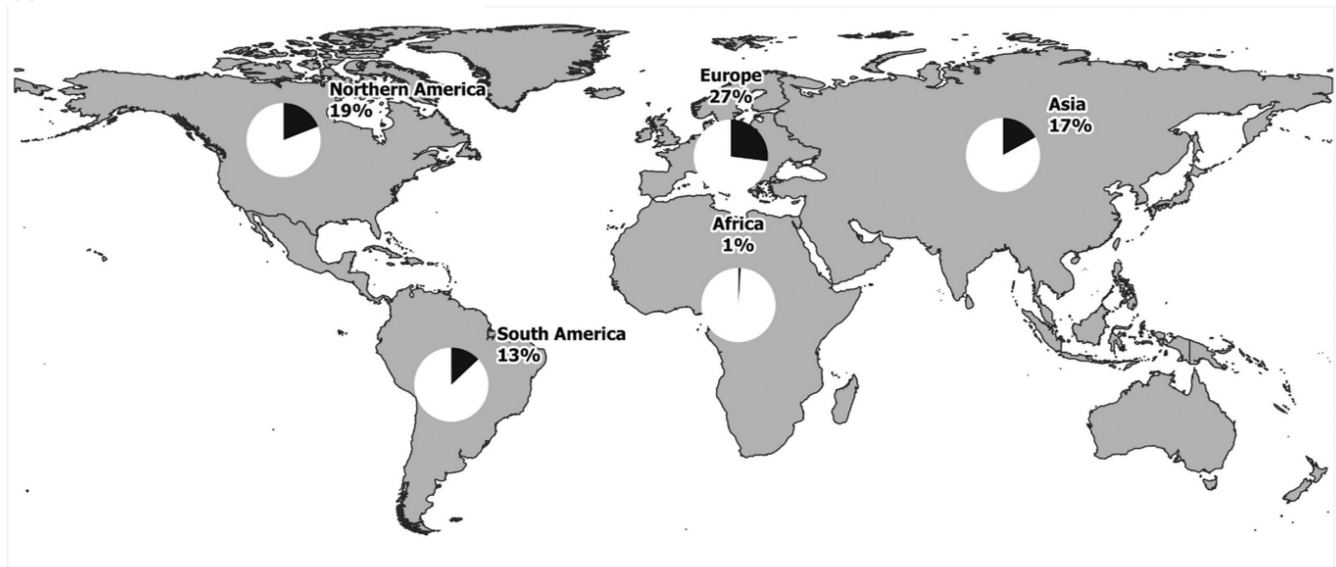 Northern America
19%
Europe
27%
Asia
17%
Africa
1%
South America
13%